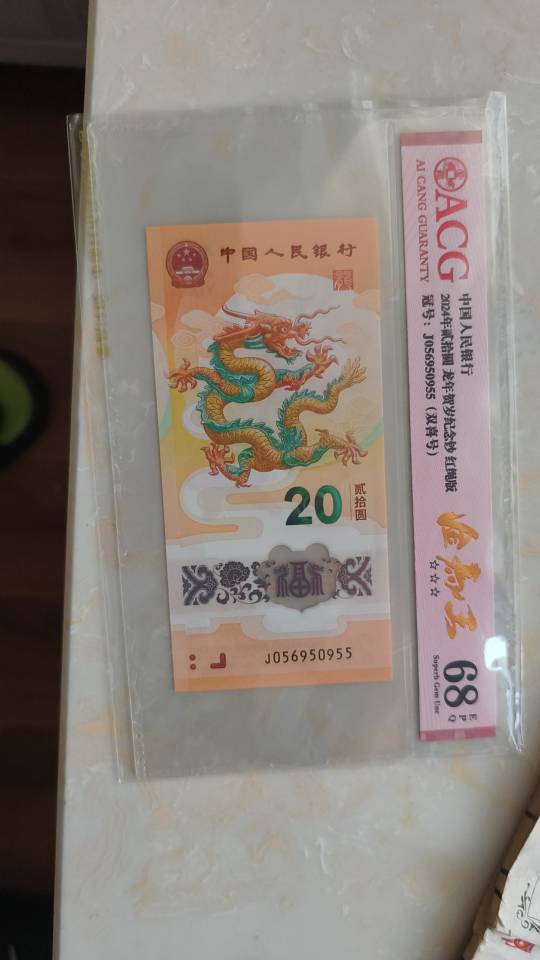 中国人民银行
20
贰拾圆
福
J056950955
ACG
AI CANG GUARANTY
中国人民银行
2024年贰拾圆 龙年贺岁纪念钞 红绳版
冠号：J056950955（双喜号）
☆☆☆
68
EPQ
Superb Gem Unc